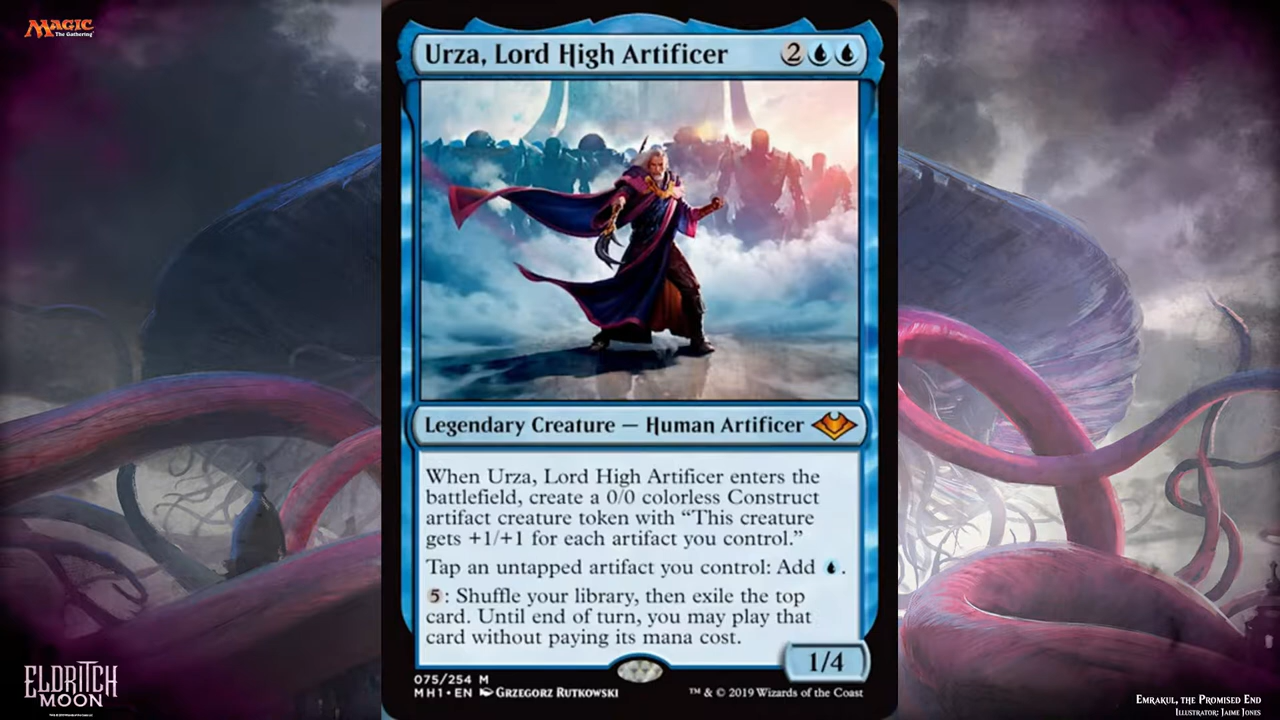 MAGIC
The Gathering
Urza, Lord High Artificer
2
Legendary Creature — Human Artificer
When Urza, Lord High Artificer enters the
battlefield, create a 0/0 colorless Construct
artifact creature token with “This creature
gets +1/+1 for each artifact you control.”
Tap an untapped artifact you control: Add .
5: Shuffle your library, then exile the top
card. Until end of turn, you may play that
card without paying its mana cost.
1/4
075/254 M
MH1 • EN GRZEGORZ RUTKOWSKI
™ & © 2019 Wizards of the Coast
ELDRITCH
MOON
EMRAKUL, THE PROMISED END
ILLUSTRATOR: JAIME JONES